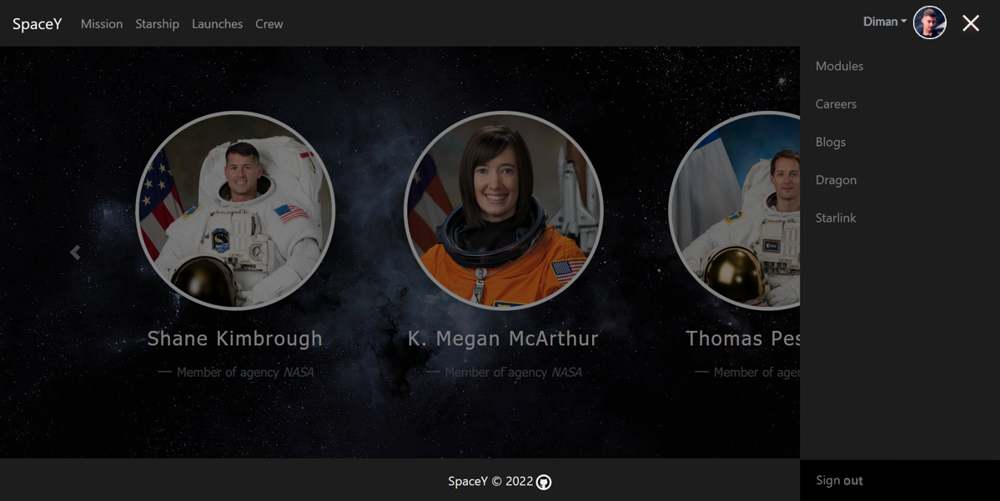 SpaceY Mission Starship Launches Crew Diman
Modules
Careers
Blogs
Dragon
Starlink
Shane Kimbrough
— Member of agency NASA
K. Megan McArthur
— Member of agency NASA
Thomas Pes
— Member of agen
SpaceY © 2022
Sign out